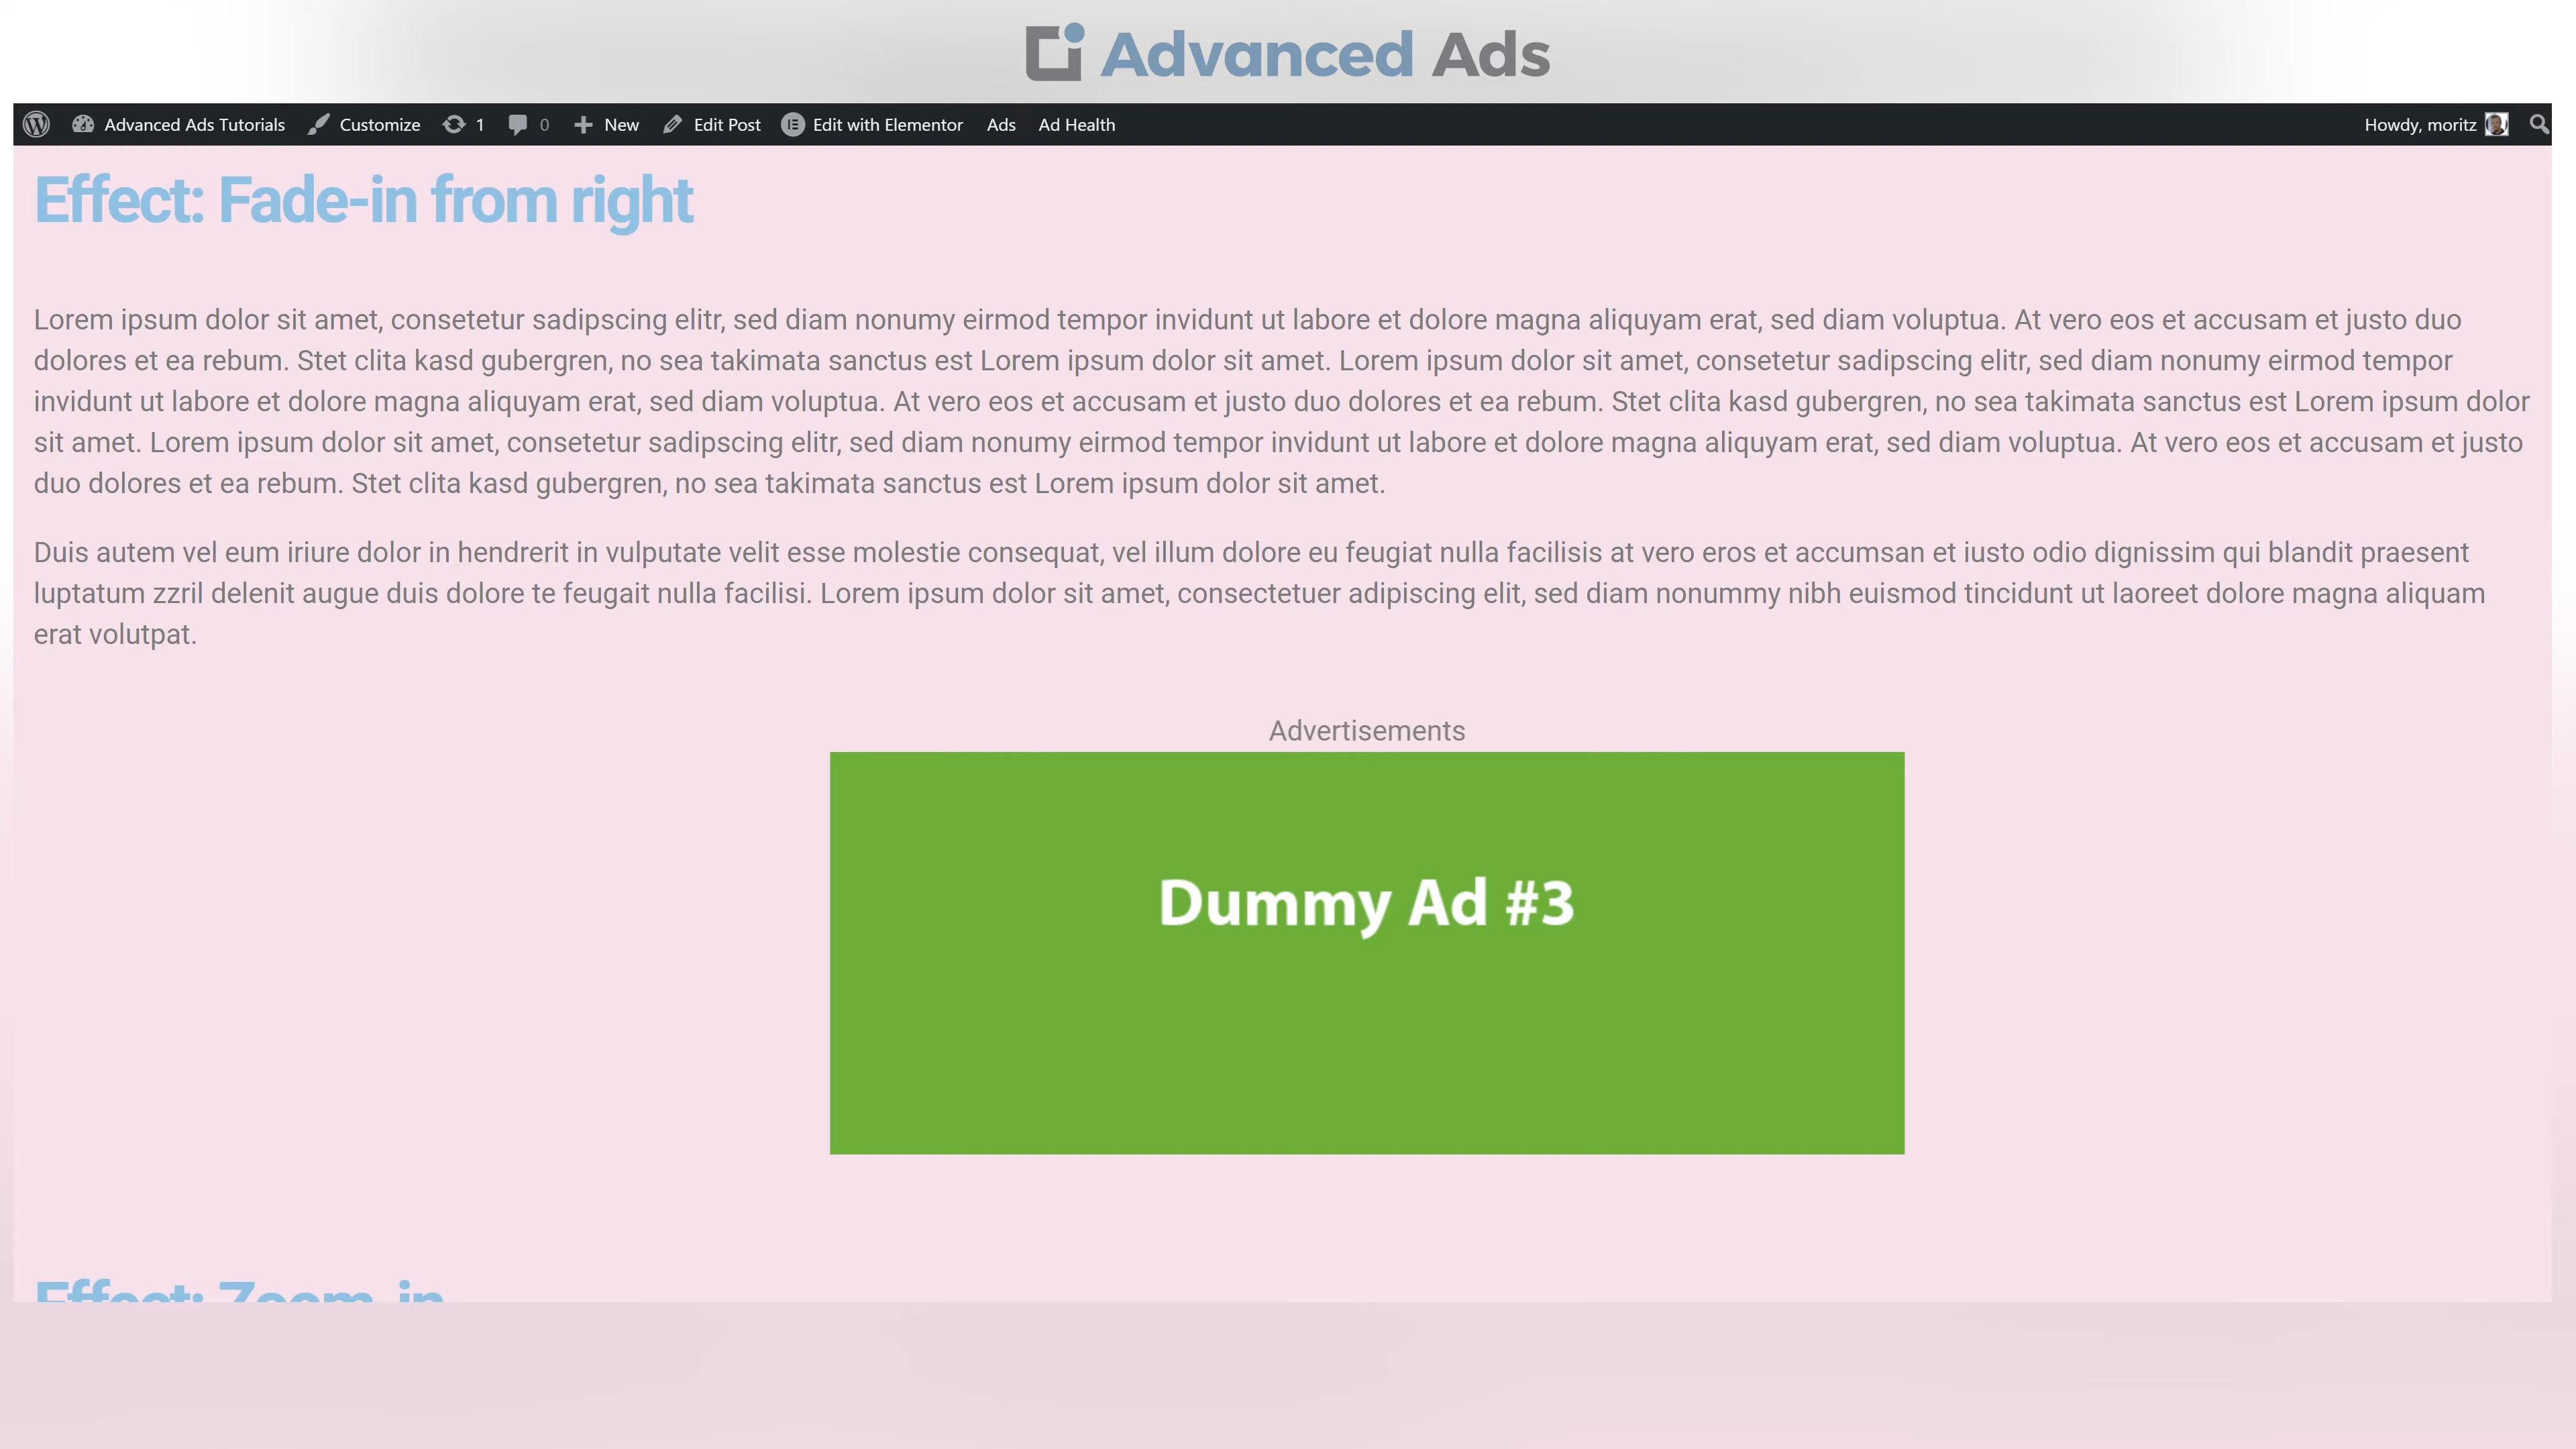 Advanced Ads
Advanced Ads Tutorials Customize 1 0 New Edit Post Edit with Elementor Ads Ad Health Howdy, moritz
Effect: Fade-in from right
Lorem ipsum dolor sit amet, consetetur sadipscing elitr, sed diam nonumy eirmod tempor invidunt ut labore et dolore magna aliquyam erat, sed diam voluptua. At vero eos et accusam et justo duo
dolores et ea rebum. Stet clita kasd gubergren, no sea takimata sanctus est Lorem ipsum dolor sit amet. Lorem ipsum dolor sit amet, consetetur sadipscing elitr, sed diam nonumy eirmod tempor
invidunt ut labore et dolore magna aliquyam erat, sed diam voluptua. At vero eos et accusam et justo duo dolores et ea rebum. Stet clita kasd gubergren, no sea takimata sanctus est Lorem ipsum dolor
sit amet. Lorem ipsum dolor sit amet, consetetur sadipscing elitr, sed diam nonumy eirmod tempor invidunt ut labore et dolore magna aliquyam erat, sed diam voluptua. At vero eos et accusam et justo
duo dolores et ea rebum. Stet clita kasd gubergren, no sea takimata sanctus est Lorem ipsum dolor sit amet.
Duis autem vel eum iriure dolor in hendrerit in vulputate velit esse molestie consequat, vel illum dolore eu feugiat nulla facilisis at vero eros et accumsan et iusto odio dignissim qui blandit praesent
luptatum zzril delenit augue duis dolore te feugait nulla facilisi. Lorem ipsum dolor sit amet, consectetuer adipiscing elit, sed diam nonummy nibh euismod tincidunt ut laoreet dolore magna aliquam
erat volutpat.
Advertisements
Dummy Ad #3
Effect: Zoom-in